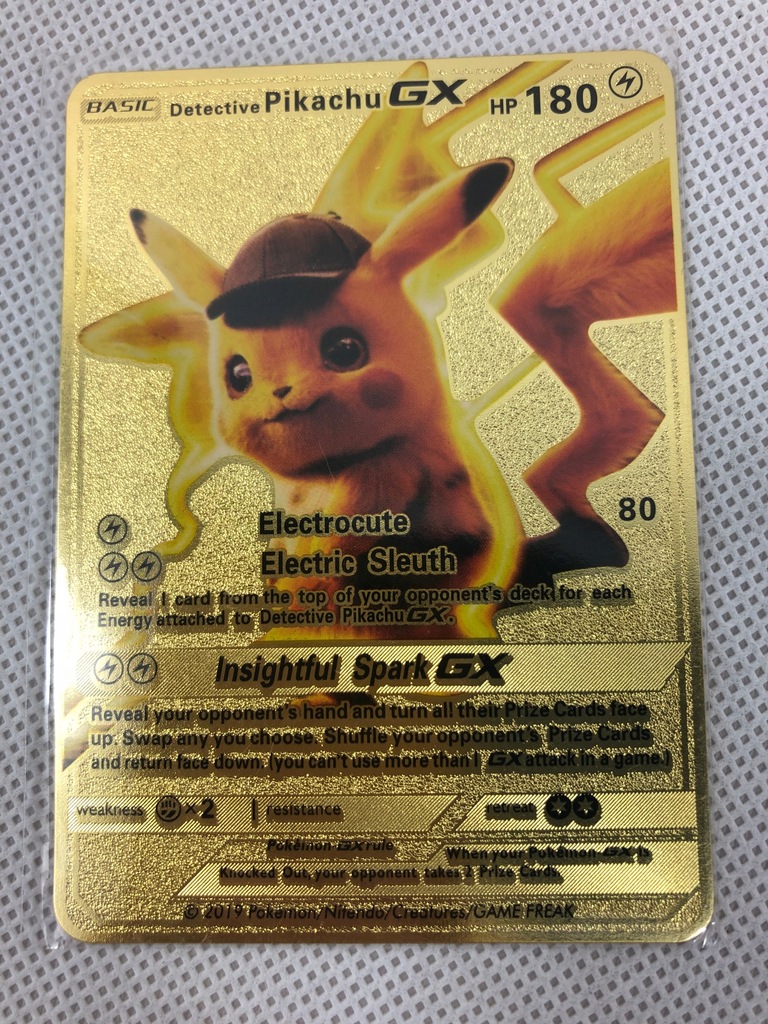 BASIC Detective Pikachu GX HP 180
Electrocute 80
Electric Sleuth
Reveal 1 card from the top of your opponent's deck for each
Energy attached to Detective Pikachu GX.
Insightful Spark GX
Reveal your opponent's hand and turn all their Prize Cards face
up. Swap any you choose. Shuffle your opponent's Prize Cards
and return face down. (you can't use more than 1 GX attack in a game.)
weakness ×2 resistance retreat
Pokémon GX rule When your Pokémon-GX is
Knocked Out, your opponent takes 2 Prize Cards.
© 2019 Pokémon/Nitendo/Creatures/GAME FREAK